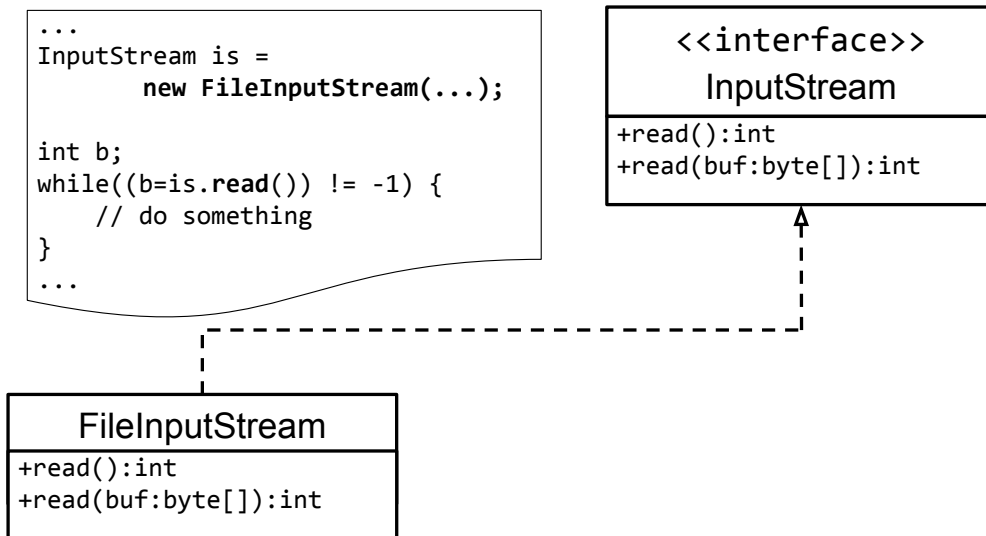 ...
InputStream is =
new FileInputStream(...);
int b;
while((b=is.read()) != -1) {
// do something
}
...
<<interface>>
InputStream
+read():int
+read(buf:byte[]):int
FileInputStream
+read():int
+read(buf:byte[]):int